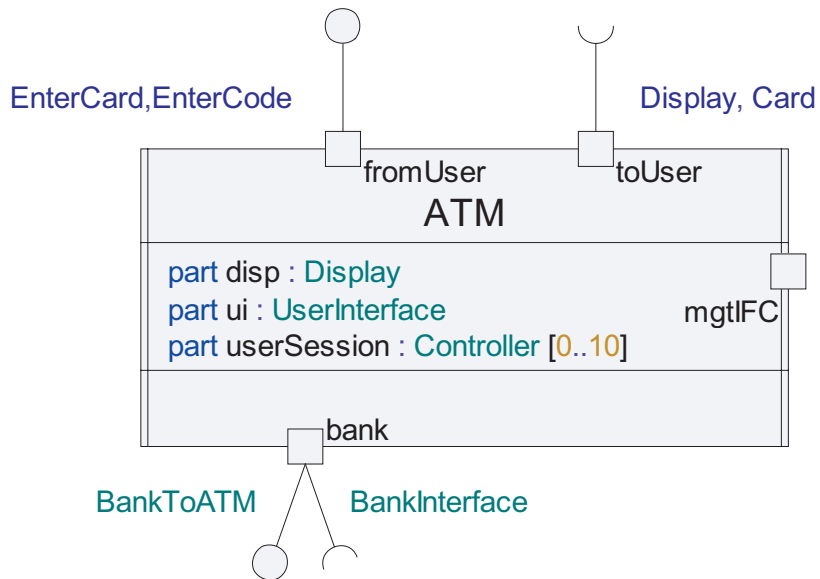 EnterCard,EnterCode
Display, Card
fromUser
toUser
ATM
part disp : Display
part ui : UserInterface
part userSession : Controller [0..10]
mgtIFC
bank
BankToATM
BankInterface